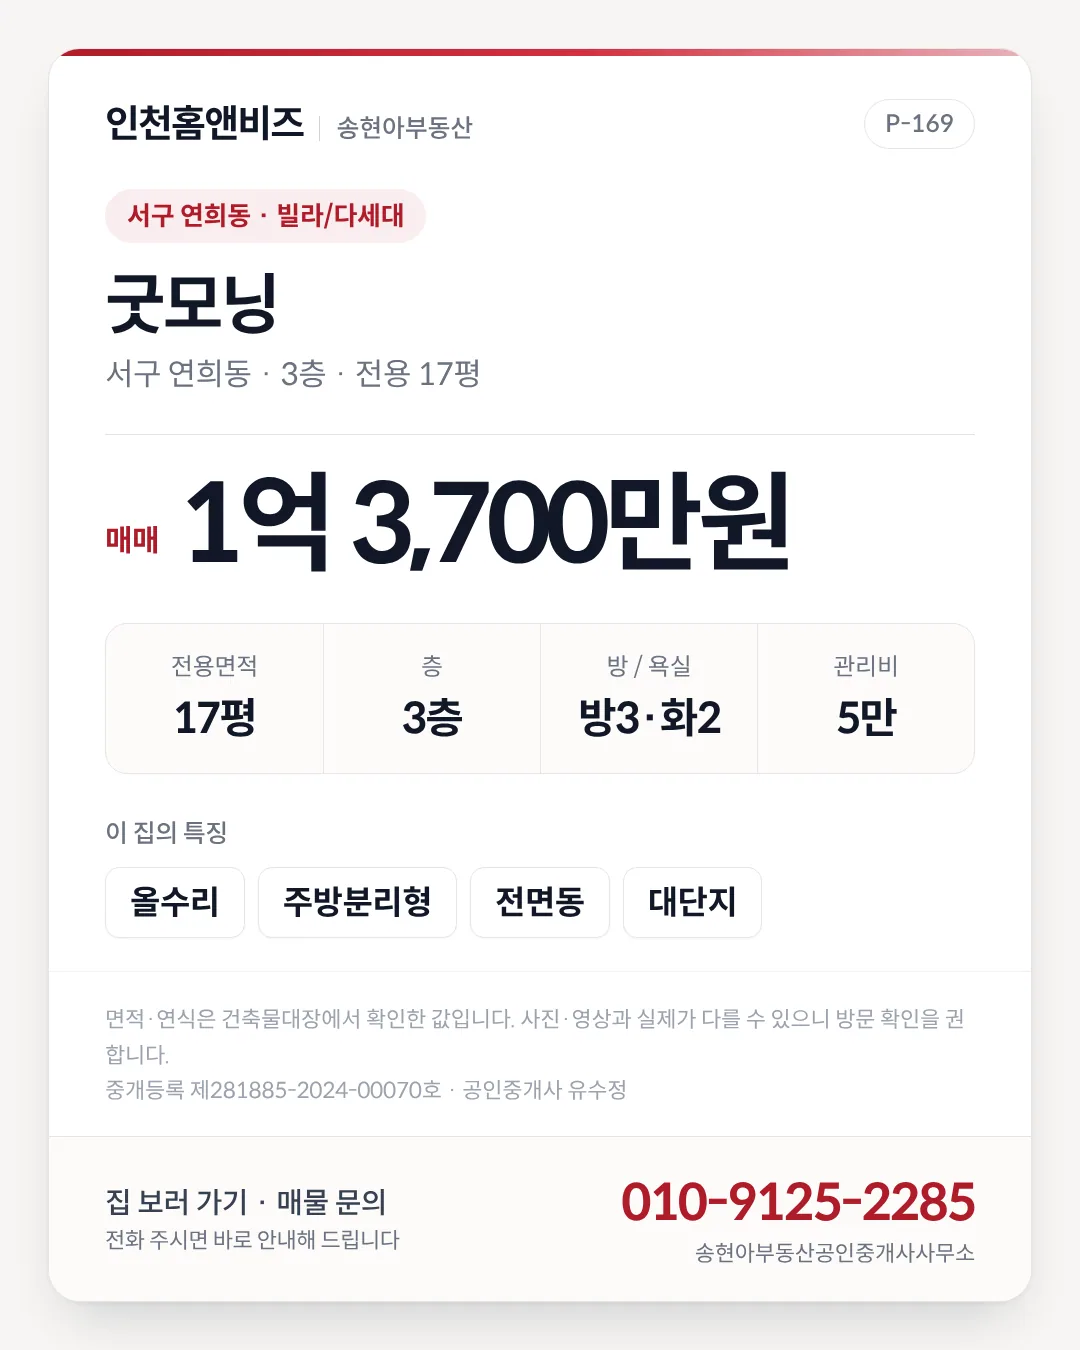 인천홈앤비즈 | 송현아부동산
P-169
서구 연희동 · 빌라/다세대
굿모닝
서구 연희동 · 3층 · 전용 17평
매매 1억 3,700만원
전용면적
17평
층
3층
방 / 욕실
방3·화2
관리비
5만
이 집의 특징
올수리
주방분리형
전면동
대단지
면적·연식은 건축물대장에서 확인한 값입니다. 사진·영상과 실제가 다를 수 있으니 방문 확인을 권
합니다.
중개등록 제281885-2024-00070호 · 공인중개사 유수정
집 보러 가기 · 매물 문의
전화 주시면 바로 안내해 드립니다
010-9125-2285
송현아부동산공인중개사사무소